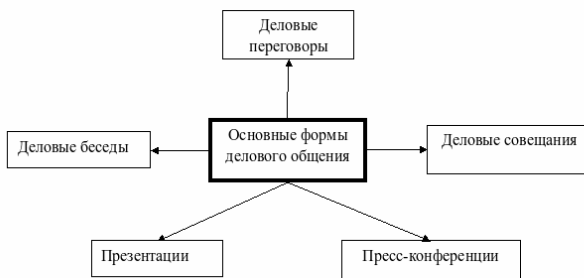 Деловые
переговоры
Деловые беседы
Основные формы
делового общения
Деловые совещания
Презентации
Пресс-конференции